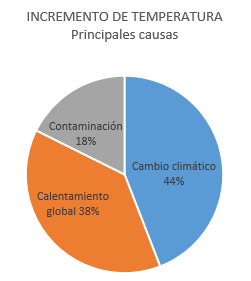 INCREMENTO DE TEMPERATURA
Principales causas
Contaminación
18%
Cambio climático
44%
Calentamiento
global 38%